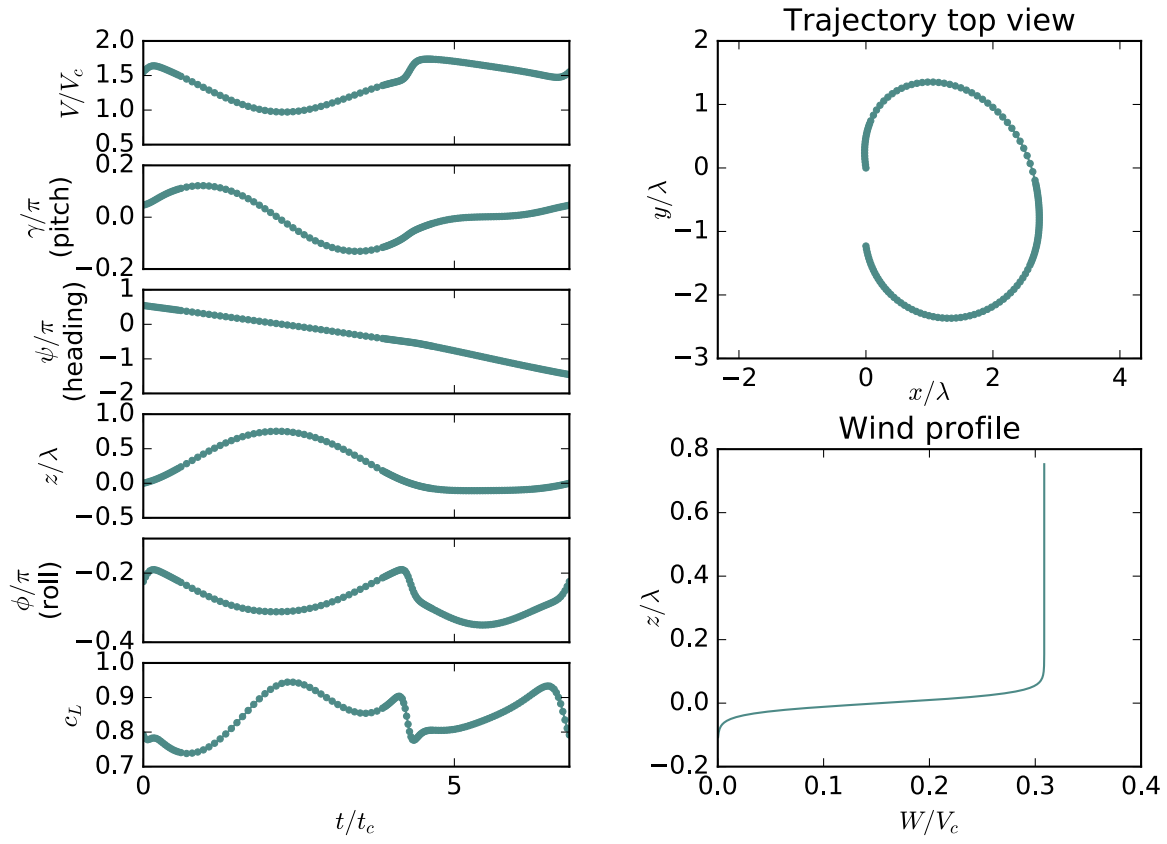 2.0
1.5
1.0
0.5
V/V_c
0.2
0.0
−0.2
γ/π
(pitch)
1
0
−1
−2
ψ/π
(heading)
1.0
0.5
0.0
−0.5
z/λ
−0.2
−0.4
ϕ/π
(roll)
1.0
0.9
0.8
0.7
c_L
0
5
t/t_c
Trajectory top view
2
1
0
−1
−2
−3
y/λ
−2
0
2
4
x/λ
Wind profile
0.8
0.6
0.4
0.2
0.0
−0.2
z/λ
0.0
0.1
0.2
0.3
0.4
W/V_c